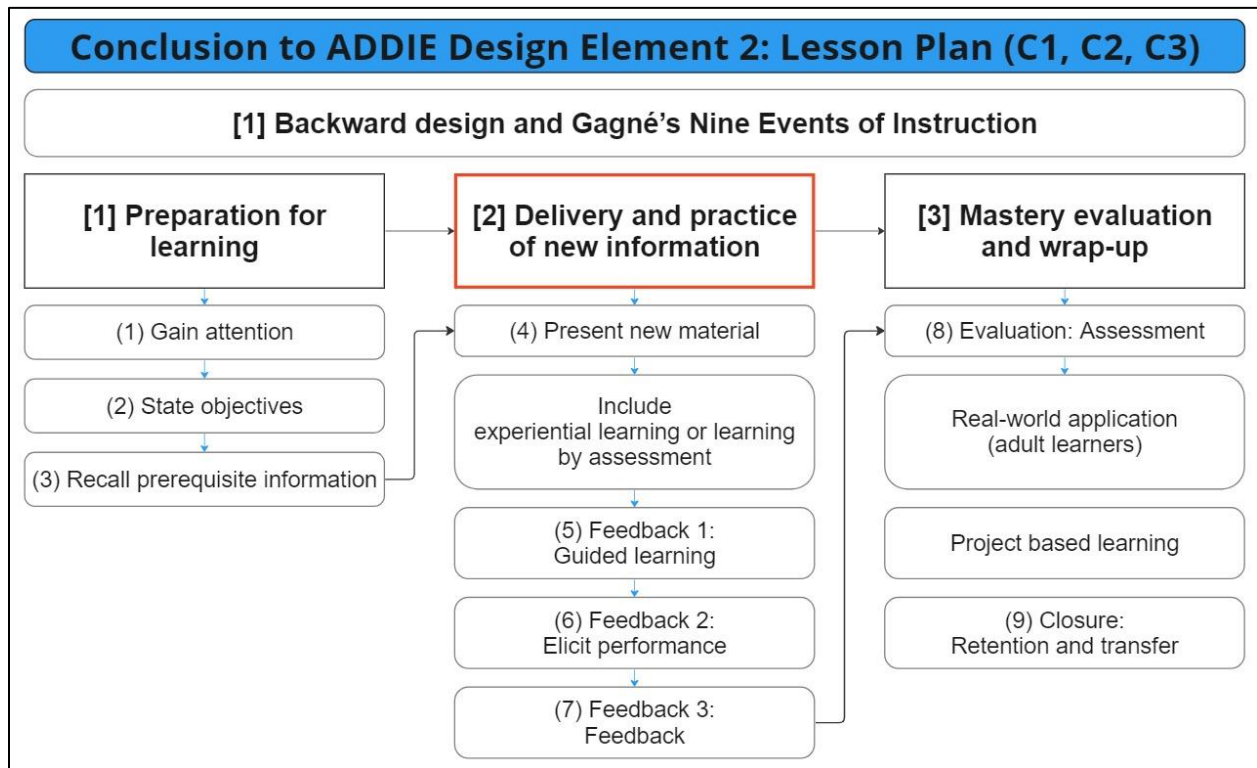 Conclusion to ADDIE Design Element 2: Lesson Plan (C1, C2, C3)
[1] Backward design and Gagné’s Nine Events of Instruction
[1] Preparation for
learning
(1) Gain attention
(2) State objectives
(3) Recall prerequisite information
[2] Delivery and practice
of new information
(4) Present new material
Include
experiential learning or learning
by assessment
(5) Feedback 1:
Guided learning
(6) Feedback 2:
Elicit performance
(7) Feedback 3:
Feedback
[3] Mastery evaluation
and wrap-up
(8) Evaluation: Assessment
Real-world application
(adult learners)
Project based learning
(9) Closure:
Retention and transfer